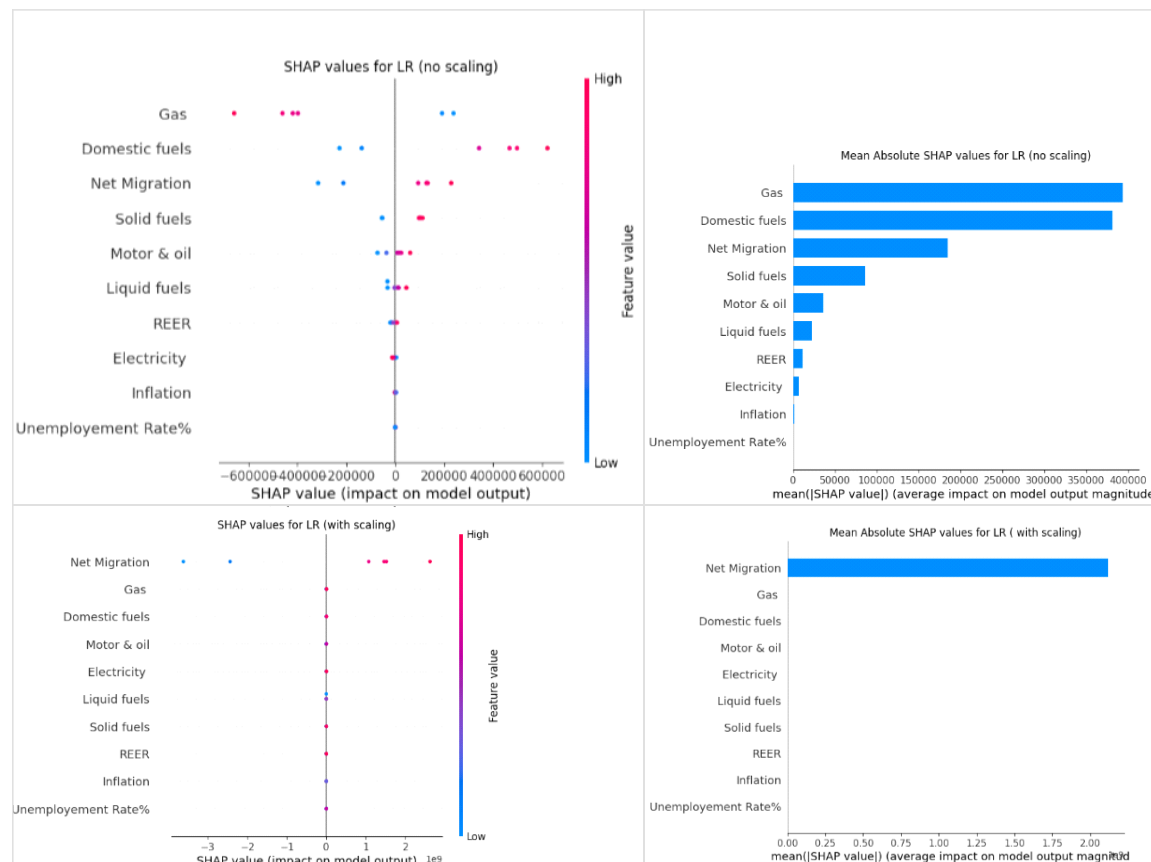 SHAP values for LR (no scaling)
High
Gas
Domestic fuels
Net Migration
Solid fuels
Motor & oil
Liquid fuels
REER
Electricity
Inflation
Unemployement Rate%
Feature value
Low
−600000 −400000 −200000 0 200000 400000 600000
SHAP value (impact on model output)
Mean Absolute SHAP values for LR (no scaling)
Gas
Domestic fuels
Net Migration
Solid fuels
Motor & oil
Liquid fuels
REER
Electricity
Inflation
Unemployement Rate%
0 50000 100000 150000 200000 250000 300000 350000 400000
mean(|SHAP value|) (average impact on model output magnitude
SHAP values for LR (with scaling)
High
Net Migration
Gas
Domestic fuels
Motor & oil
Electricity
Liquid fuels
Solid fuels
REER
Inflation
Unemployement Rate%
Feature value
Low
−3 −2 −1 0 1 2
SHAP value (impact on model output) 1e9
Mean Absolute SHAP values for LR ( with scaling)
Net Migration
Gas
Domestic fuels
Motor & oil
Electricity
Liquid fuels
Solid fuels
REER
Inflation
Unemployement Rate%
0.00 0.25 0.50 0.75 1.00 1.25 1.50 1.75 2.00
mean(|SHAP value|) (average impact on model output magnitud